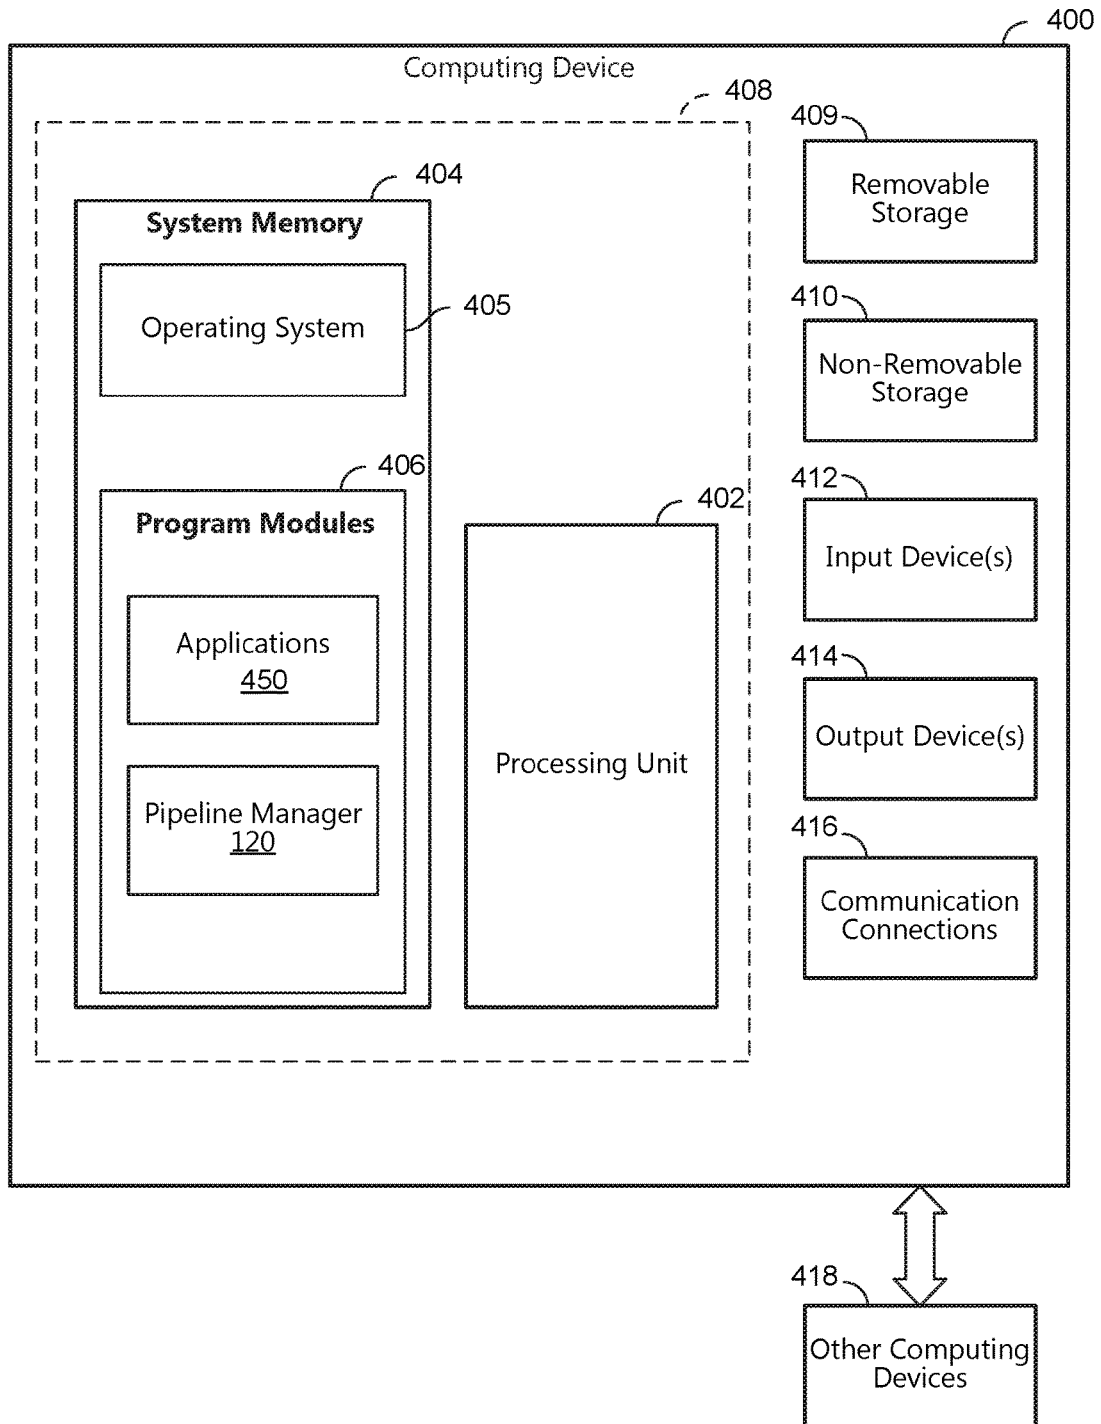 400
Computing Device
408
409
Removable
Storage
404
System Memory
Operating System
405
410
Non-Removable
Storage
406
Program Modules
402
412
Input Device(s)
Applications
450
414
Output Device(s)
Processing Unit
Pipeline Manager
120
416
Communication
Connections
418
Other Computing
Devices